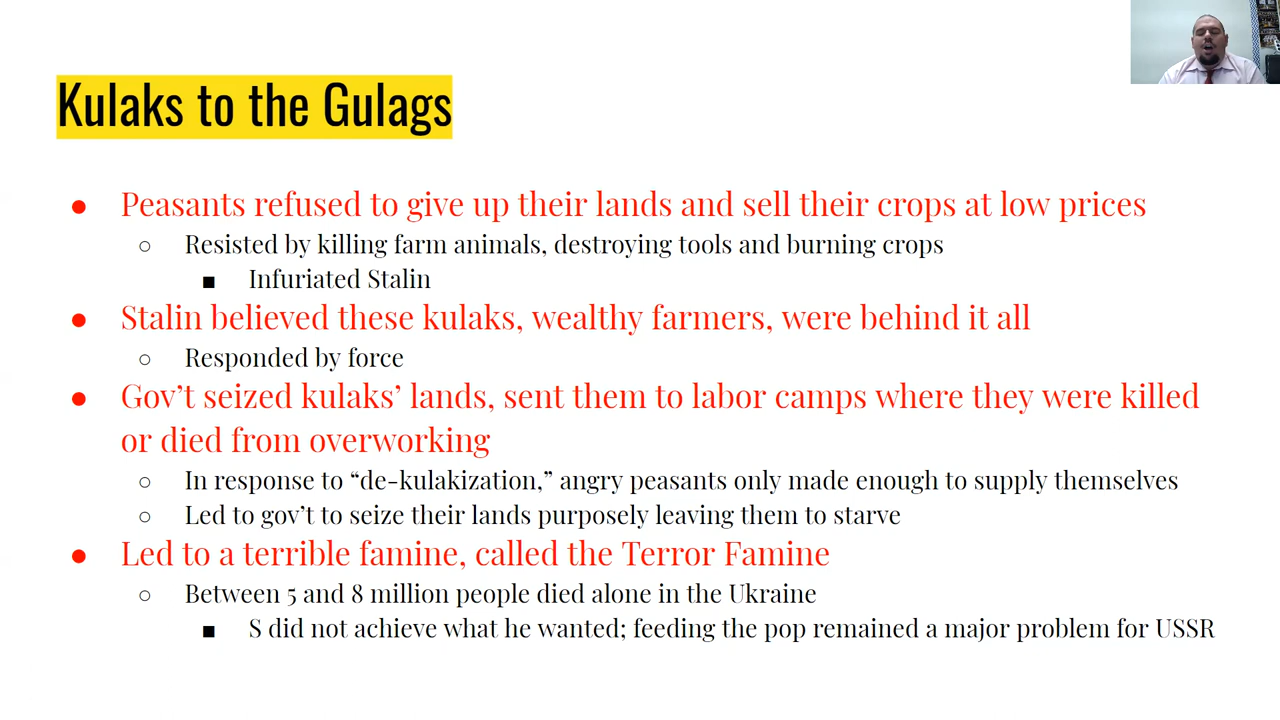 Kulaks to the Gulags
● Peasants refused to give up their lands and sell their crops at low prices
○ Resisted by killing farm animals, destroying tools and burning crops
■ Infuriated Stalin
● Stalin believed these kulaks, wealthy farmers, were behind it all
○ Responded by force
● Gov’t seized kulaks’ lands, sent them to labor camps where they were killed
or died from overworking
○ In response to “de-kulakization,” angry peasants only made enough to supply themselves
○ Led to gov’t to seize their lands purposely leaving them to starve
● Led to a terrible famine, called the Terror Famine
○ Between 5 and 8 million people died alone in the Ukraine
■ S did not achieve what he wanted; feeding the pop remained a major problem for USSR